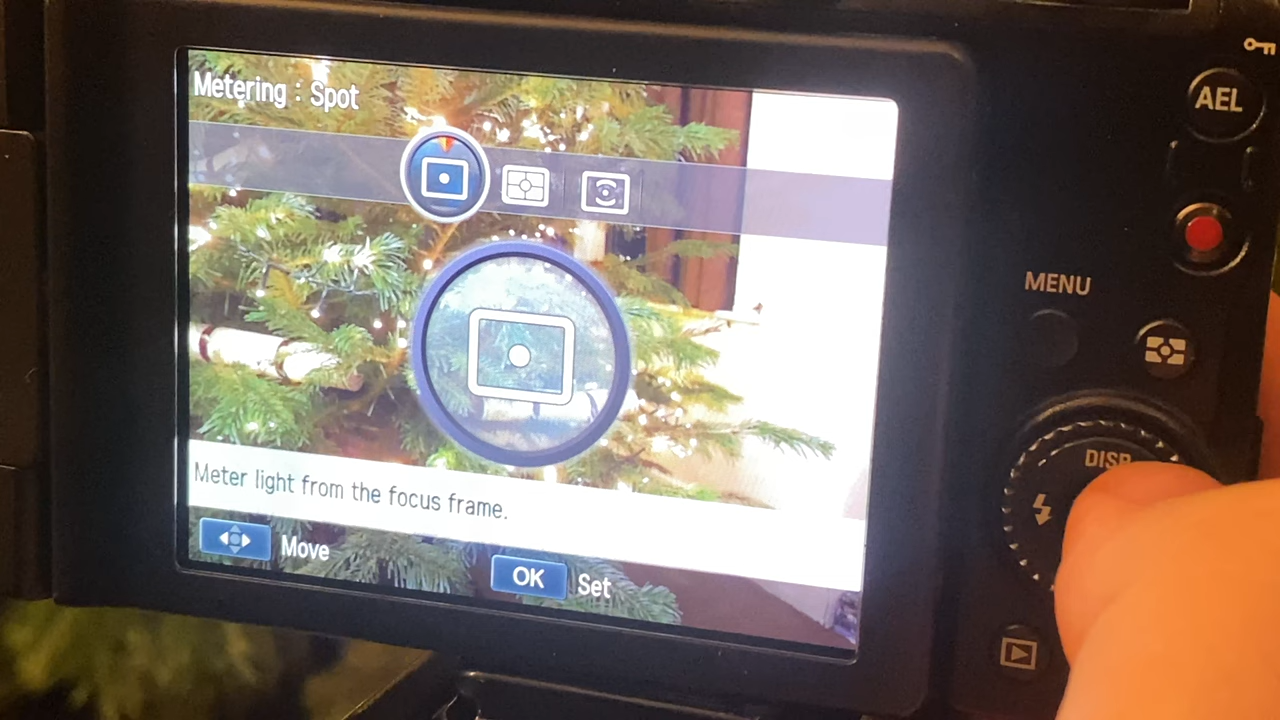 Metering : Spot
AEL
MENU
DISP
Meter light from the focus frame.
Move
OK Set